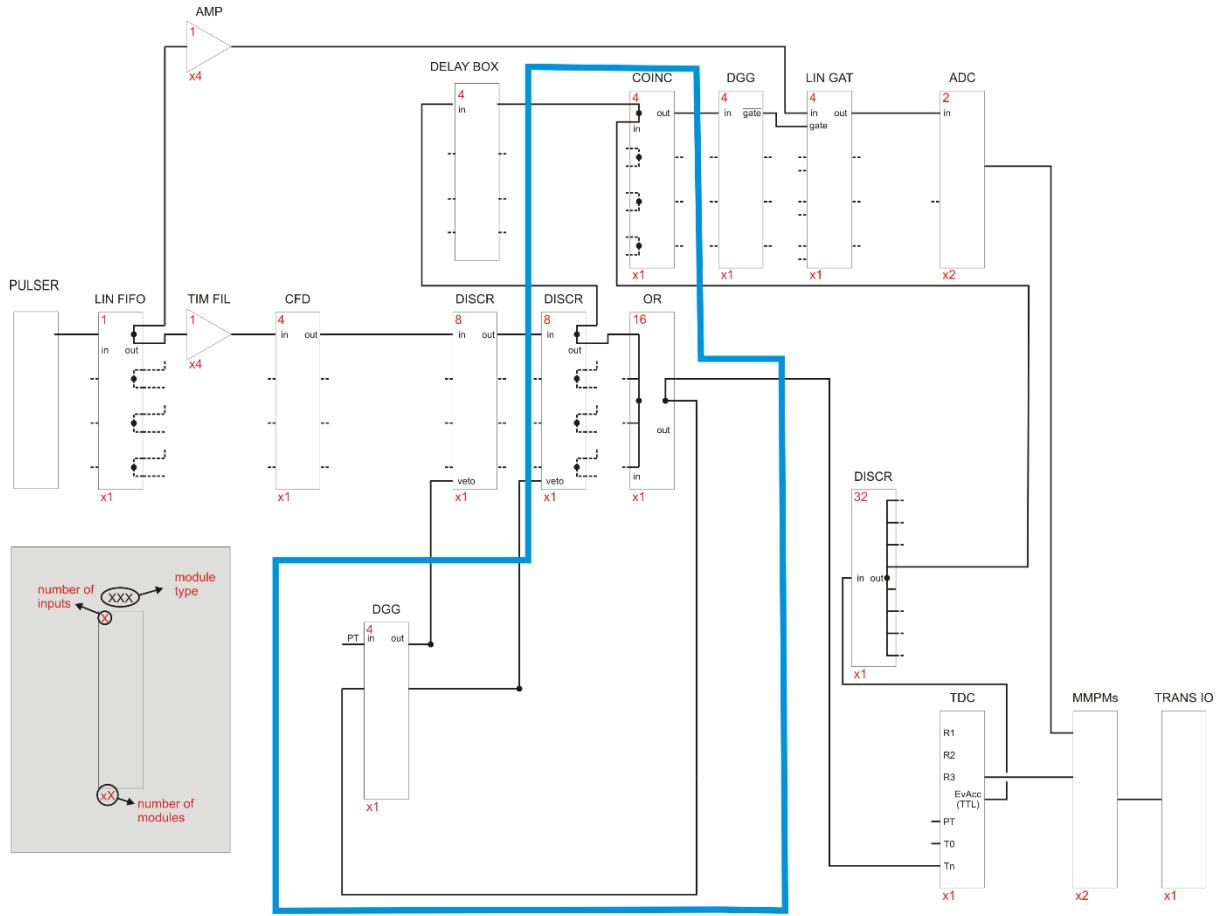 AMP
1
x4
DELAY BOX
4
in
COINC
4
out
in
x1
DGG
4
in gate
x1
LIN GAT
4
in out
gate
x1
ADC
2
in
x2
PULSER
LIN FIFO
1
in out
x1
TIM FIL
1
x4
CFD
4
in out
x1
DISCR
8
in out
veto
x1
DISCR
8
in out
veto
x1
OR
16
out
in
x1
DISCR
32
in out
x1
number of inputs
XXX
module type
X
xX
number of modules
DGG
4
PT in out
x1
TDC
R1
R2
R3
EvAcc
(TTL)
PT
T0
Tn
x1
MMPMs
x2
TRANS IO
x1